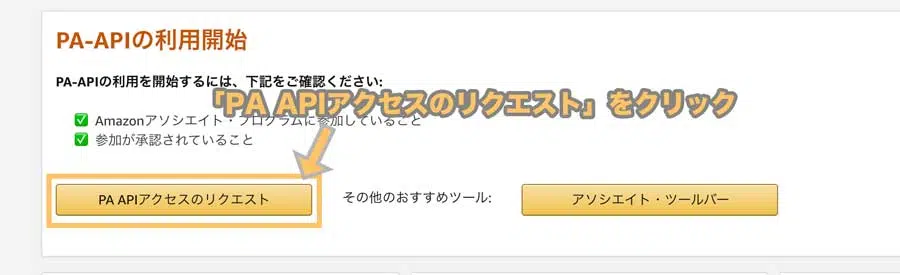 PA-APIの利用開始
PA-APIの利用を開始するには、下記をご確認ください:
「PA APIアクセスのリクエスト」をクリック
Amazonアソシエイト・プログラムに参加していること
参加が承認されていること
PA APIアクセスのリクエスト
その他のおすすめツール:
アソシエイト・ツールバー